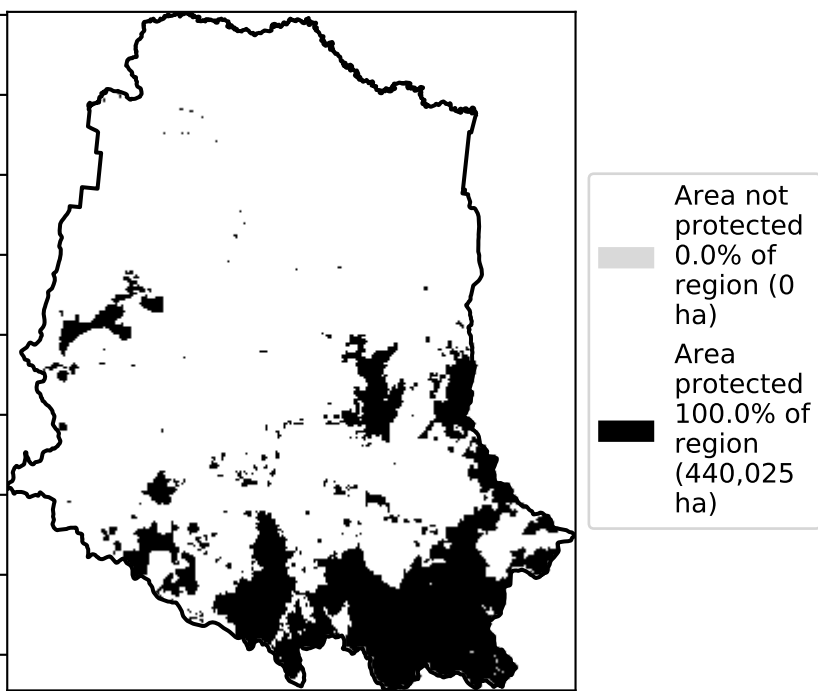 Area not
protected
0.0% of
region (0
ha)
Area
protected
100.0% of
region
(440,025
ha)